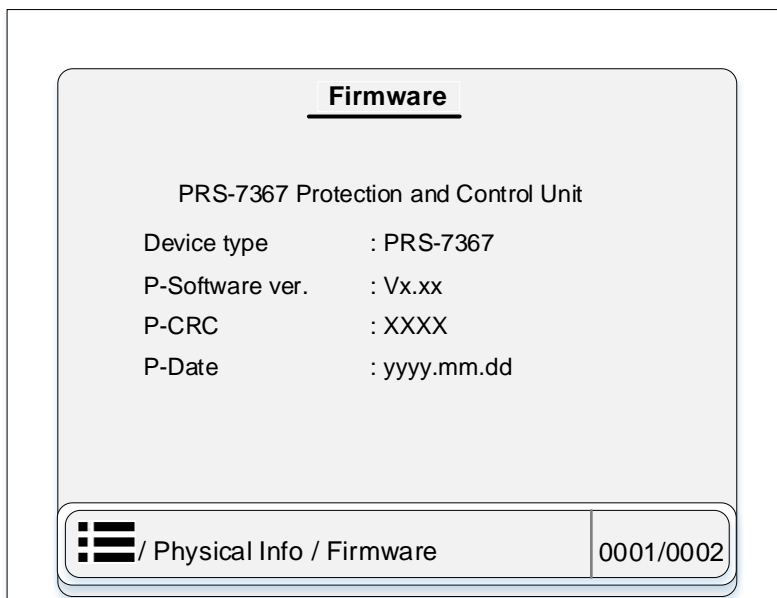 Firmware
PRS-7367 Protection and Control Unit
Device type : PRS-7367
P-Software ver. : Vx.xx
P-CRC : XXXX
P-Date : yyyy.mm.dd
/ Physical Info / Firmware 0001/0002